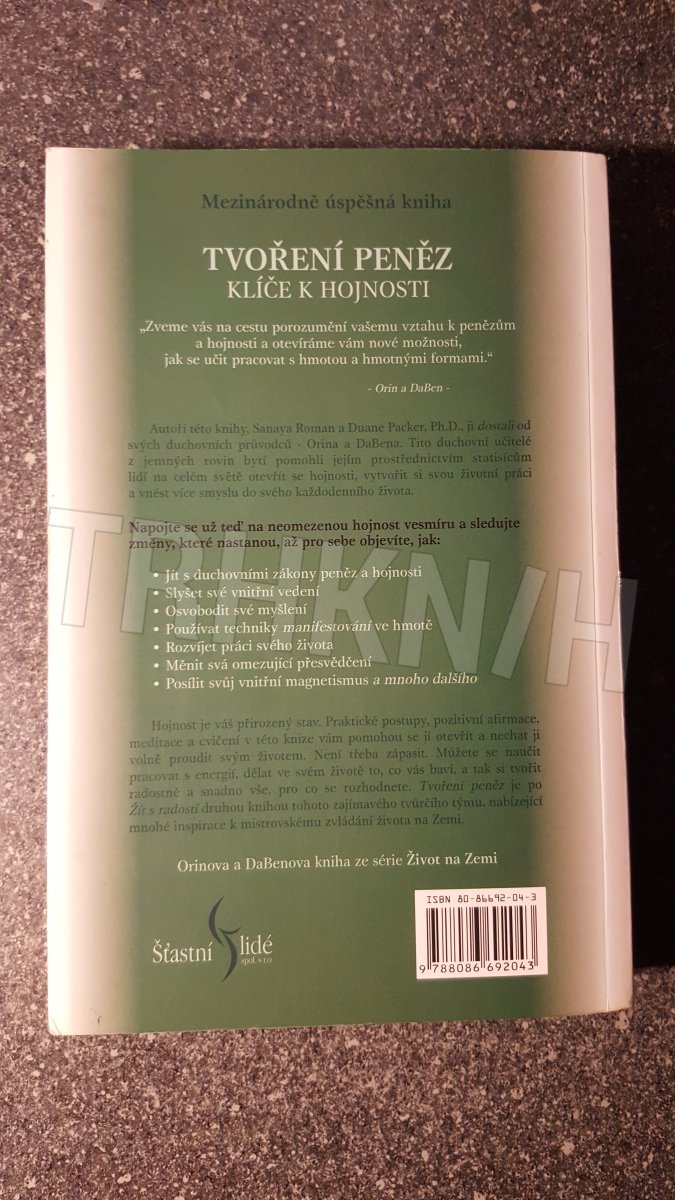 Mezinárodně úspěšná kniha
TVOŘENÍ PENĚZ
KLÍČE K HOJNOSTI
„Zveme vás na cestu porozumění vašemu vztahu k penězům
a hojnosti a otevíráme vám nové možnosti,
jak se učit pracovat s hmotou a hmotnými formami.“
- Orin a DaBen -
Autoři této knihy, Sanaya Roman a Duane Packer, Ph.D., ji dostali od
svých duchovních průvodců - Orina a DaBena. Tito duchovní učitelé
z jemných rovin bytí pomohli jejím prostřednictvím statisícům
lidí na celém světě otevřít se hojnosti, vytvořit si svou životní práci
a vnést více smyslu do svého každodenního života.
Napojte se už teď na neomezenou hojnost vesmíru a sledujte
změny, které nastanou, až pro sebe objevíte, jak:
• Jít s duchovními zákony peněz a hojnosti
• Slyšet své vnitřní vedení
• Osvobodit své myšlení
• Používat techniky manifestování ve hmotě
• Rozvíjet práci svého života
• Měnit svá omezující přesvědčení
• Posílit svůj vnitřní magnetismus a mnoho dalšího
TRHKNIH
Hojnost je váš přirozený stav. Praktické postupy, pozitivní afirmace,
meditace a cvičení v této knize vám pomohou se jí otevřít a nechat ji
volně proudit svým životem. Není třeba zápasit. Můžete se naučit
pracovat s energií, dělat ve svém životě to, co vás baví, a tak si tvořit
radostně a snadno vše, pro co se rozhodnete. Tvoření peněz je po
Žít s radostí druhou knihou tohoto zajímavého tvůrčího týmu, nabízející
mnohé inspirace k mistrovskému zvládání života na Zemi.
Orinova a DaBenova kniha ze série Život na Zemi
Šťastní lidé
spol. s r.o.
ISBN 80-86692-04-3
9 788086 692043